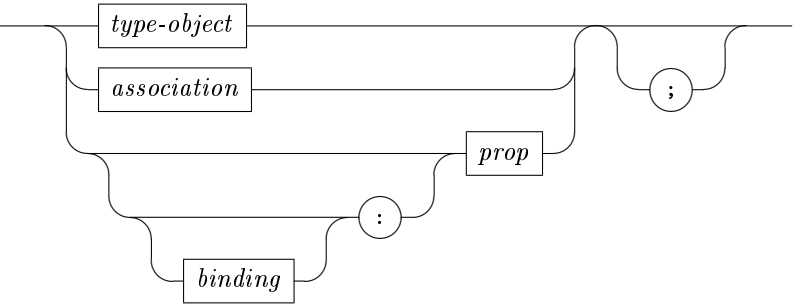 type-object
association
;
prop
:
binding